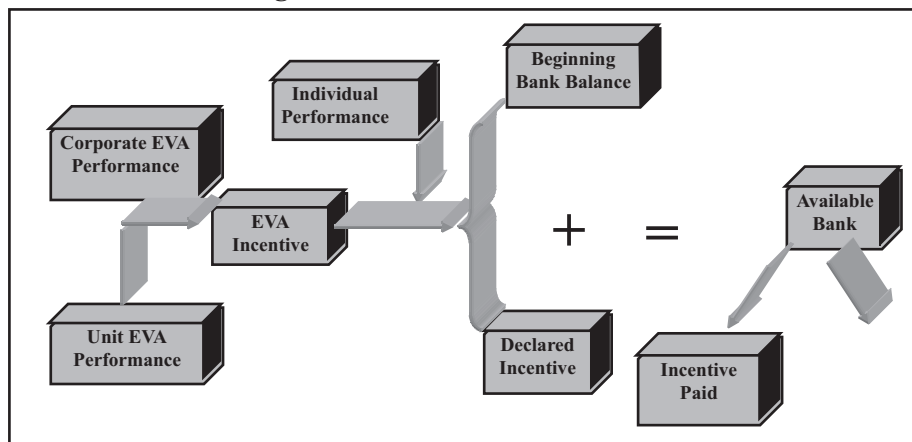 Beginning
Bank Balance
Individual
Performance
Corporate EVA
Performance
EVA
Incentive
Available
Bank
+
=
Unit EVA
Performance
Declared
Incentive
Incentive
Paid